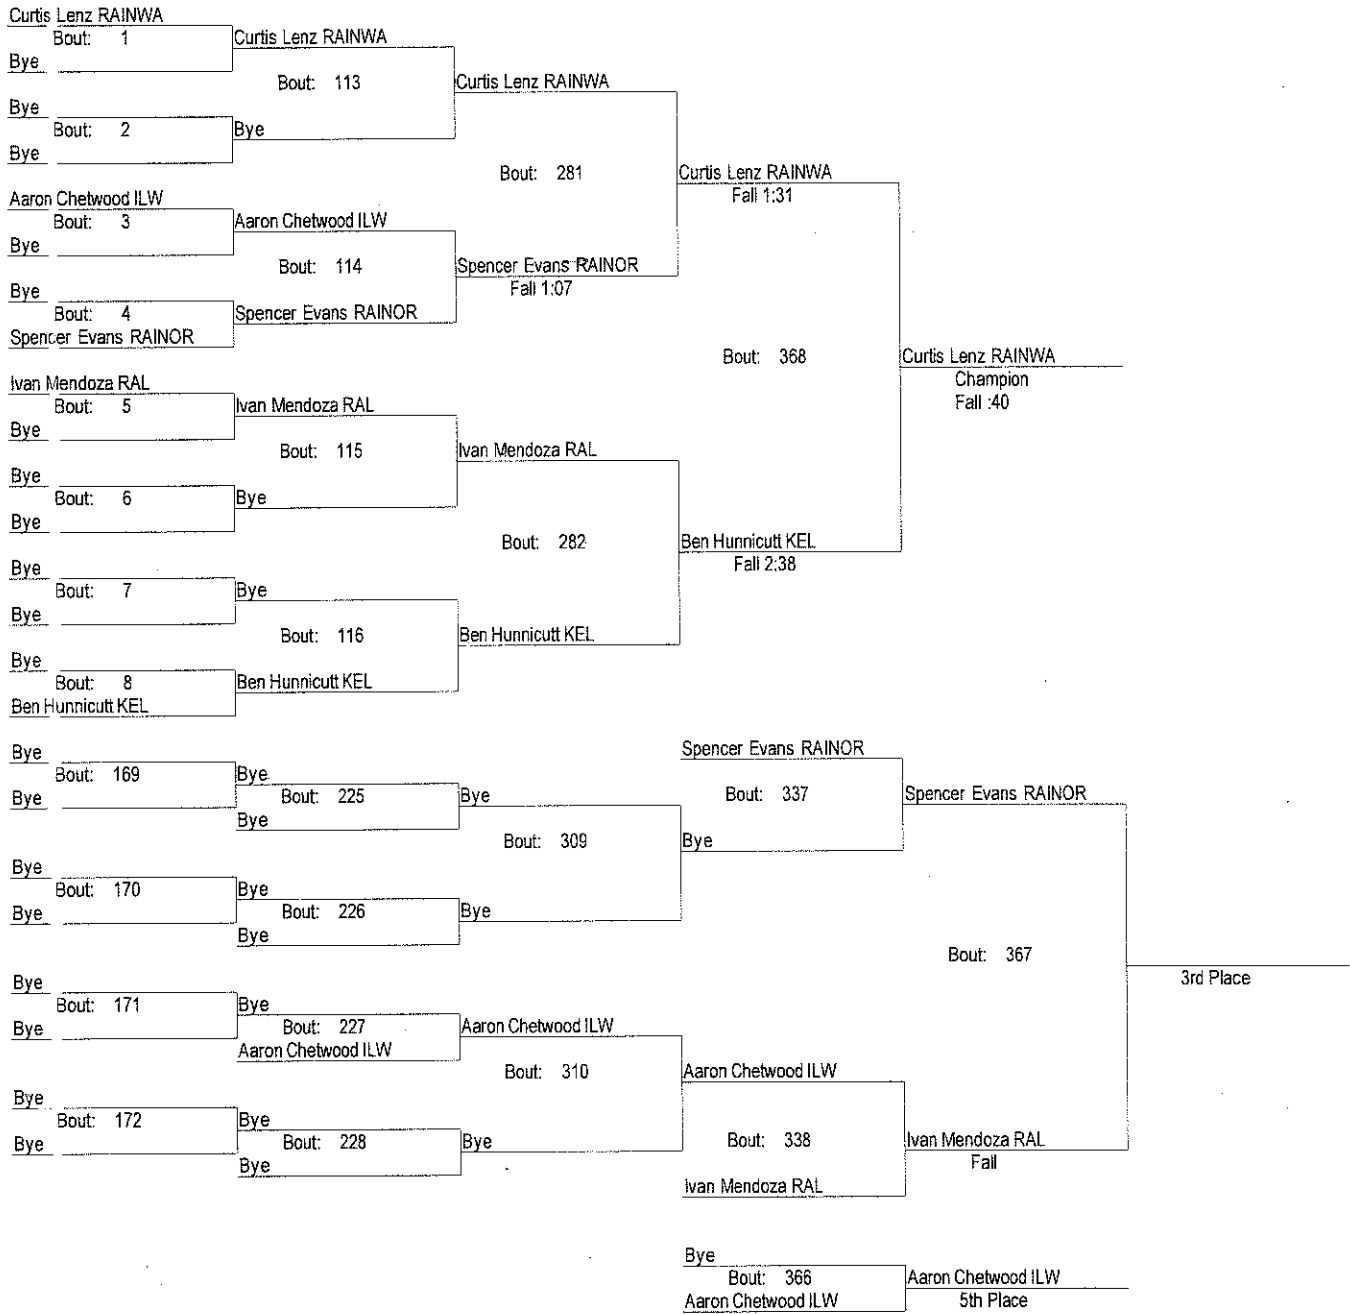 Curtis Lenz RAINWA
Bout: 1
Bye
Curtis Lenz RAINWA
Bout: 113
Bye
Bout: 2
Bye
Bye
Curtis Lenz RAINWA
Bout: 281
Aaron Chetwood ILW
Bout: 3
Bye
Aaron Chetwood ILW
Bout: 114
Bye
Bout: 4
Spencer Evans RAINOR
Spencer Evans RAINOR
Spencer Evans RAINOR
Fall 1:07
Curtis Lenz RAINWA
Fall 1:31
Bout: 368
Ivan Mendoza RAL
Bout: 5
Bye
Ivan Mendoza RAL
Bout: 115
Bye
Bout: 6
Bye
Bye
Ivan Mendoza RAL
Bout: 282
Bye
Bout: 7
Bye
Bye
Bout: 116
Bye
Bout: 8
Ben Hunnicutt KEL
Ben Hunnicutt KEL
Ben Hunnicutt KEL
Ben Hunnicutt KEL
Fall 2:38
Curtis Lenz RAINWA
Champion
Fall :40
Bye
Bout: 169
Bye
Bye
Bout: 225
Bye
Bye
Bout: 309
Bye
Bout: 170
Bye
Bye
Bout: 226
Bye
Bye
Spencer Evans RAINOR
Bout: 337
Bye
Spencer Evans RAINOR
Bout: 367
Bye
Bout: 171
Bye
Bye
Bout: 227
Aaron Chetwood ILW
Aaron Chetwood ILW
Bout: 310
Bye
Bout: 172
Bye
Bye
Bout: 228
Bye
Bye
Aaron Chetwood ILW
Bout: 338
Ivan Mendoza RAL
Ivan Mendoza RAL
Fall
3rd Place
Bye
Bout: 366
Aaron Chetwood ILW
Aaron Chetwood ILW
5th Place